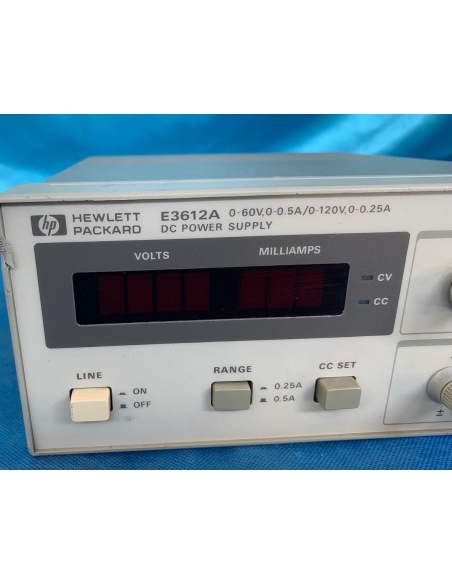 hp HEWLETT PACKARD
E3612A 0-60V,0-0.5A/0-120V,0-0.25A
DC POWER SUPPLY
VOLTS MILLIAMPS
CV
CC
LINE
ON
OFF
RANGE
0.25A
0.5A
CC SET
±